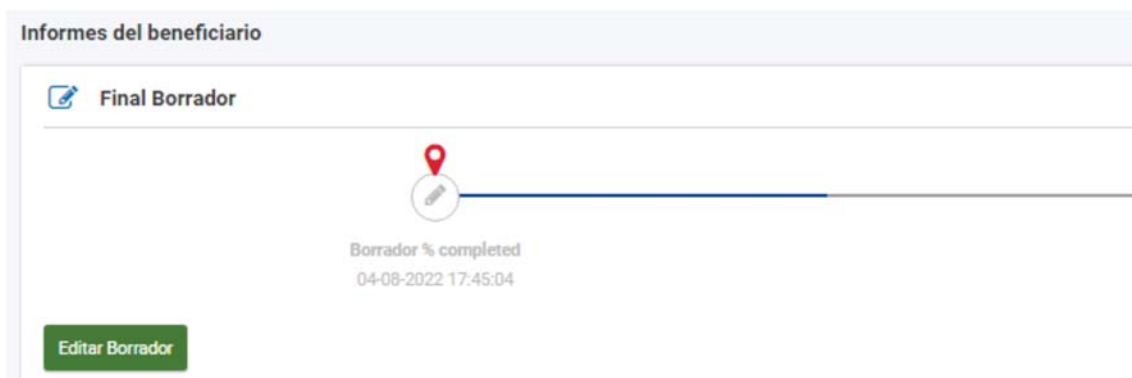 Informes del beneficiario
Final Borrador
Borrador % completed
04-08-2022 17:45:04
Editar Borrador